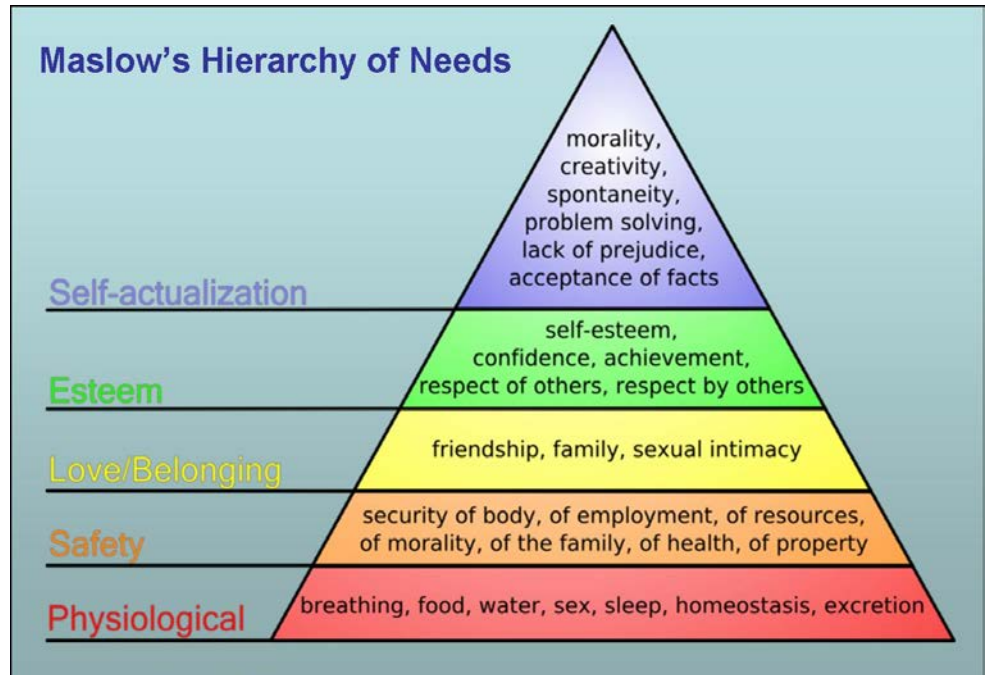 Maslow's Hierarchy of Needs
morality,
creativity,
spontaneity,
problem solving,
lack of prejudice,
acceptance of facts
Self-actualization
self-esteem,
confidence, achievement,
respect of others, respect by others
Esteem
friendship, family, sexual intimacy
Love/Belonging
security of body, of employment, of resources,
of morality, of the family, of health, of property
Safety
breathing, food, water, sex, sleep, homeostasis, excretion
Physiological